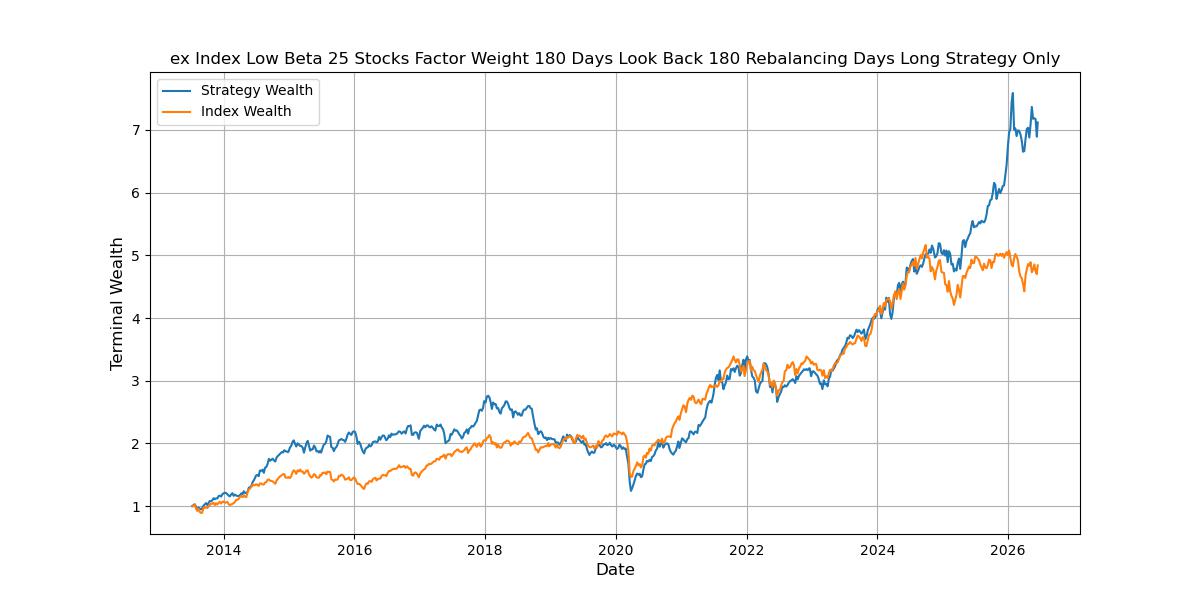 ex Index Low Beta 25 Stocks Factor Weight 180 Days Look Back 180 Rebalancing Days Long Strategy Only
Strategy Wealth
Index Wealth
Terminal Wealth
7
6
5
4
3
2
1
2014
2016
2018
2020
2022
2024
2026
Date